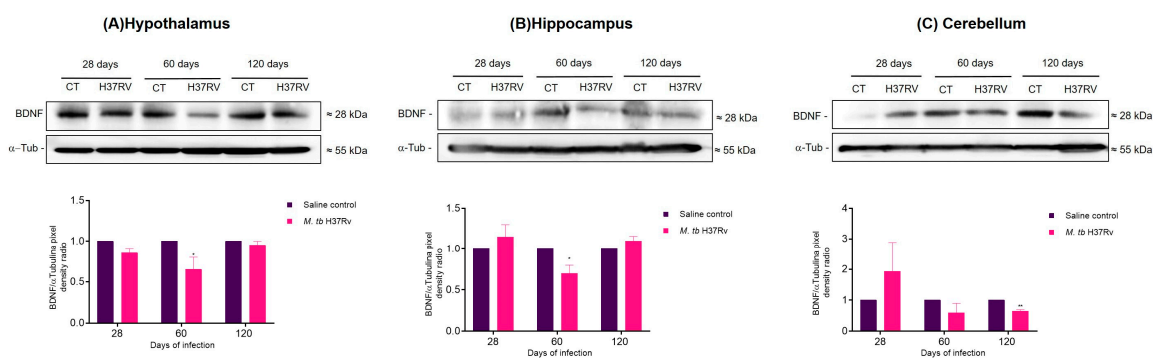 (A)Hypothalamus
28 days 60 days 120 days
CT H37RV CT H37RV CT H37RV
BDNF ≈ 28 kDa
α-Tub - ≈ 55 kDa
Saline control
M. tb H37Rv
BDNF/αTubulina pixel
density radio
1.5
1.0
0.5
0.0
*
28 60 120
Days of infection
(B)Hippocampus
28 days 60 days 120 days
CT H37RV CT H37RV CT H37RV
BDNF - ≈ 28 kDa
α-Tub - ≈ 55 kDa
Saline control
M. tb H37Rv
BDNF/αTubulina pixel
density radio
1.5
1.0
0.5
0.0
*
28 60 120
Days of infection
(C) Cerebellum
28 days 60 days 120 days
CT H37RV CT H37RV CT H37RV
BDNF - ≈ 28 kDa
α-Tub - ≈ 55 kDa
Saline control
M. tb H37Rv
BDNF/αTubulina pixel
density radio
4
3
2
1
0
**
28 60 120
Days of infection